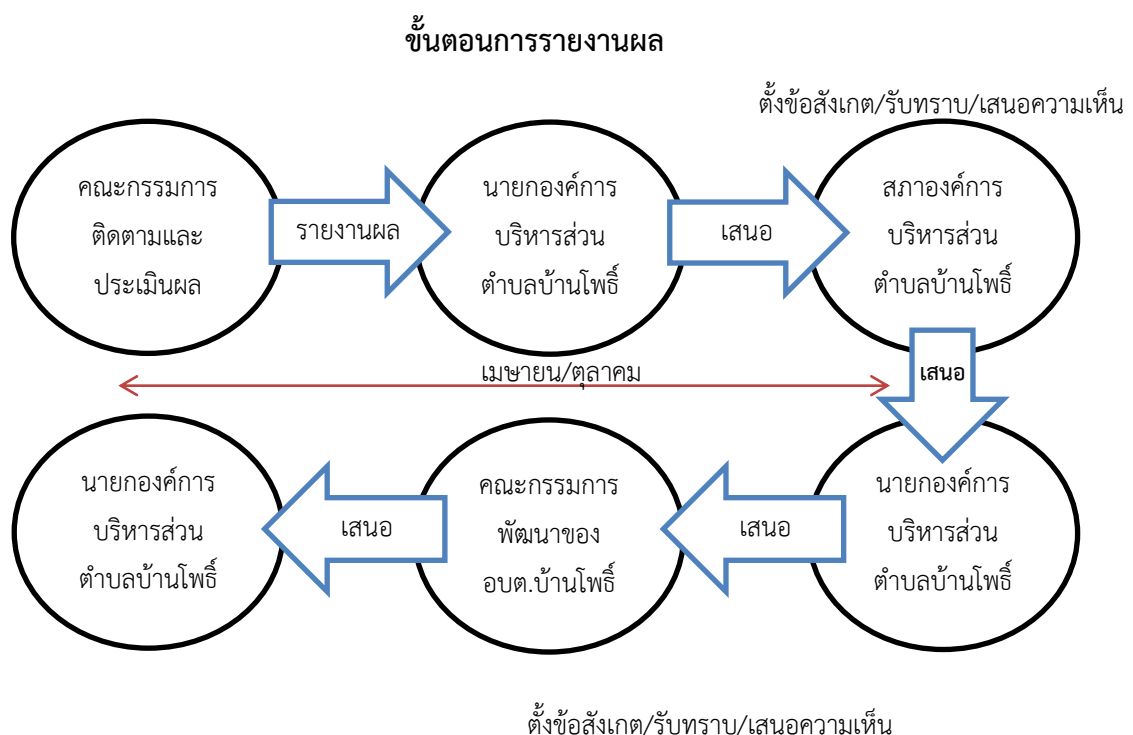 ขั้นตอนการรายงานผล
ตั้งข้อสังเกต/รับทราบ/เสนอความเห็น
คณะกรรมการ
ติดตามและ
ประเมินผล
รายงานผล
นายกองค์การ
บริหารส่วน
ตำบลบ้านโพธิ์
เสนอ
สภาองค์การ
บริหารส่วน
ตำบลบ้านโพธิ์
เสนอ
เมษายน/ตุลาคม
นายกองค์การ
บริหารส่วน
ตำบลบ้านโพธิ์
เสนอ
คณะกรรมการ
พัฒนาของ
อบต.บ้านโพธิ์
เสนอ
นายกองค์การ
บริหารส่วน
ตำบลบ้านโพธิ์
ตั้งข้อสังเกต/รับทราบ/เสนอความเห็น